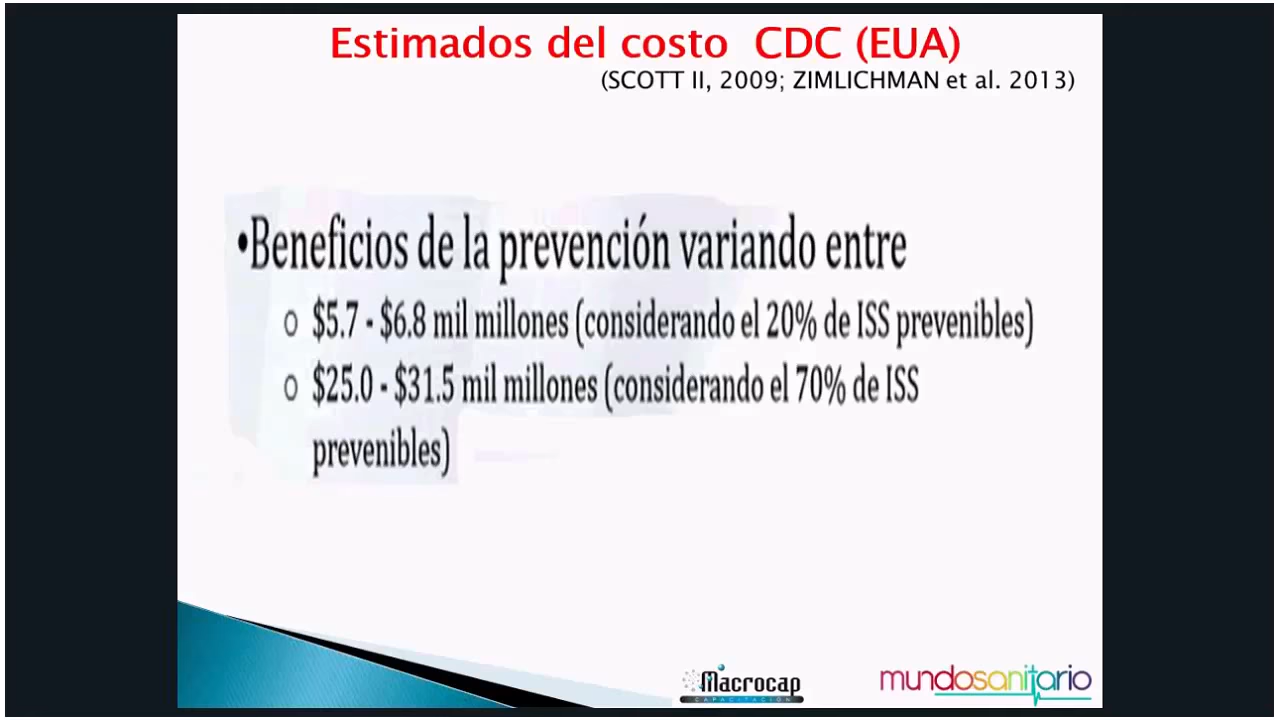 Estimados del costo CDC (EUA)
(SCOTT II, 2009; ZIMLICHMAN et al. 2013)
•Beneficios de la prevención variando entre
o $5.7 - $6.8 mil millones (considerando el 20% de ISS prevenibles)
o $25.0 - $31.5 mil millones (considerando el 70% de ISS
prevenibles)
Macrocap
CAPACITACIÓN
mundosanitario